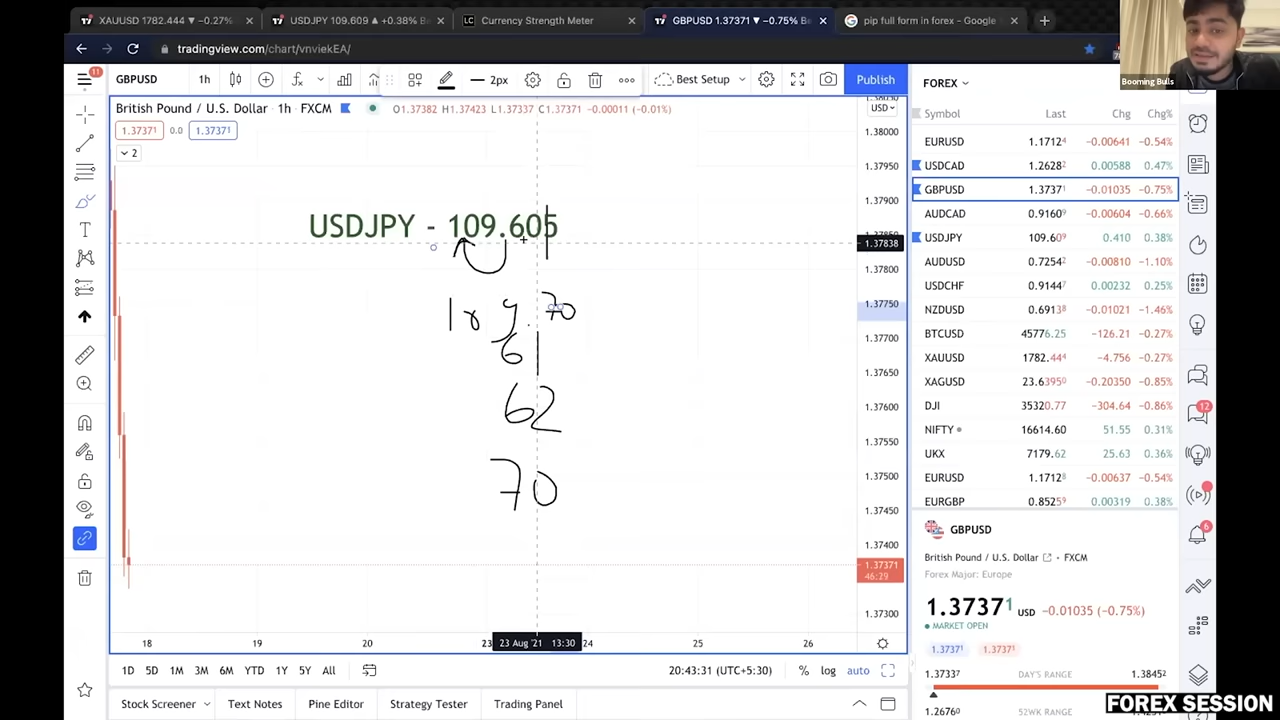 XAUUSD 1782.444 ▼ −0.27%
USDJPY 109.609 ▲ +0.38% B
Currency Strength Meter
GBPUSD 1.37371 ▼ −0.75% B
pip full form in forex - Google
tradingview.com/chart/vnviekEA/
Booming Bulls
11
GBPUSD
1h
2px
Best Setup
Publish
British Pound / U.S. Dollar · 1h · FXCM
O1.37382 H1.37423 L1.37337 C1.37371 −0.00011 (−0.01%)
1.37371 0.0 1.37371
2
USDJPY - 109.605
109.70
61
62
70
USD
1.38000
1.37950
1.37900
1.37838
1.37800
1.37750
1.37700
1.37650
1.37600
1.37550
1.37500
1.37450
1.37400
1.37371
46:29
1.37300
18 19 20 23 23 Aug '21 13:30 24 25 26
1D 5D 1M 3M 6M YTD 1Y 5Y All
20:43:31 (UTC+5:30) % log auto
Stock Screener Text Notes Pine Editor Strategy Tester Trading Panel
FOREX
Symbol Last Chg Chg%
EURUSD 1.17124 −0.00641 −0.54%
USDCAD 1.26282 0.00588 0.47%
GBPUSD 1.37371 −0.01035 −0.75%
AUDCAD 0.91609 −0.00604 −0.66%
USDJPY 109.609 0.410 0.38%
AUDUSD 0.72542 −0.00810 −1.10%
USDCHF 0.91447 0.00232 0.25%
NZDUSD 0.69138 −0.01021 −1.46%
BTCUSD 45776.25 −126.21 −0.27%
XAUUSD 1782.444 −4.756 −0.27%
XAGUSD 23.63950 −0.20350 −0.85%
DJI 35320.77 −304.64 −0.86%
NIFTY 16614.60 51.55 0.31%
UKX 7179.62 25.63 0.36%
EURUSD 1.17128 −0.00637 −0.54%
EURGBP 0.85259 0.00319 0.38%
GBPUSD
British Pound / U.S. Dollar · FXCM
Forex Major: Europe
1.37371 USD −0.01035 (−0.75%)
MARKET OPEN
1.37371 1.37371
1.37337 DAY'S RANGE 1.38452
1.26760 52WK RANGE
12
6
FOREX SESSION